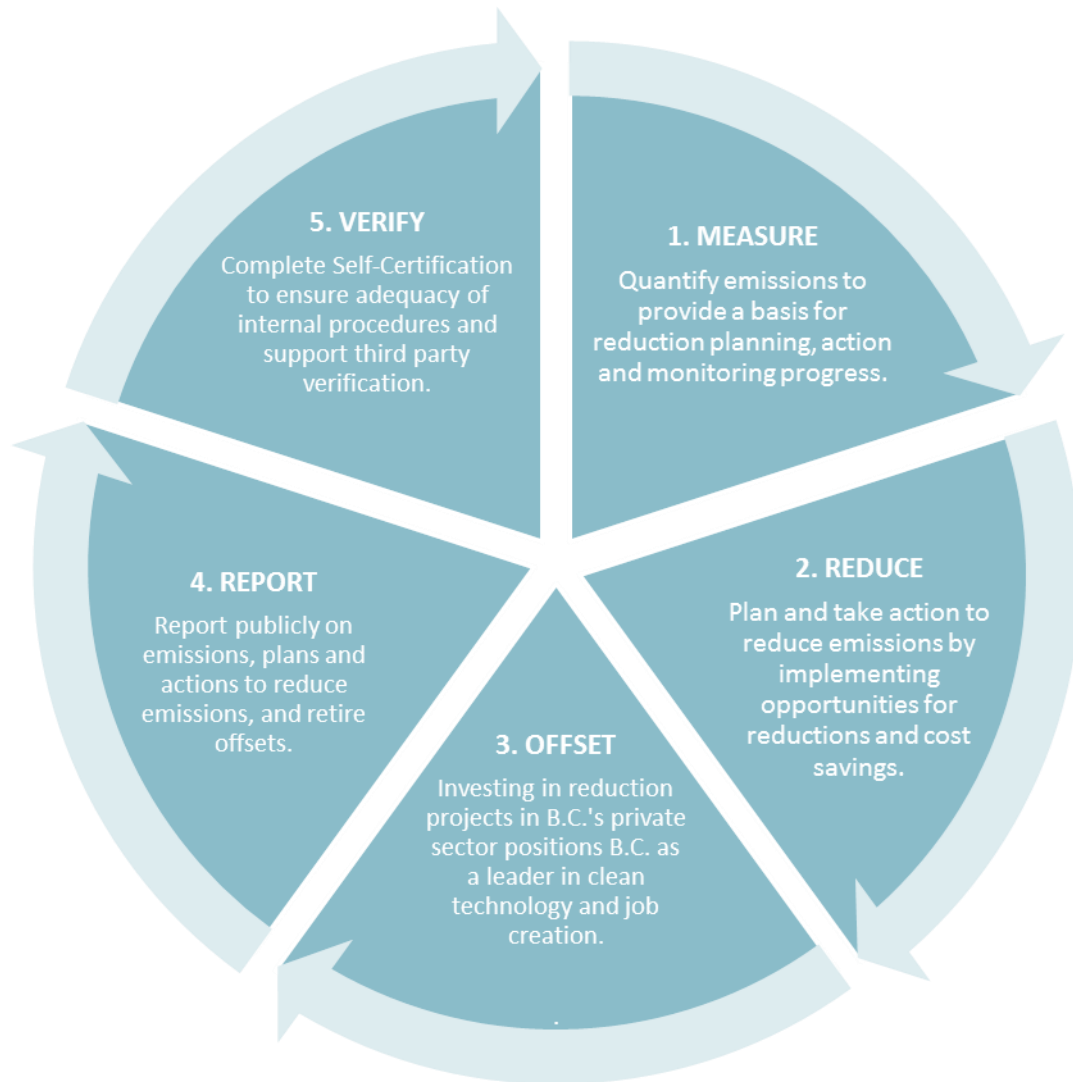 1. MEASURE
Quantify emissions to
provide a basis for
reduction planning, action
and monitoring progress.
2. REDUCE
Plan and take action to
reduce emissions by
implementing
opportunities for
reductions and cost
savings.
3. OFFSET
Investing in reduction
projects in B.C.'s private
sector positions B.C. as
a leader in clean
technology and job
creation.
.
4. REPORT
Report publicly on
emissions, plans and
actions to reduce
emissions, and retire
offsets.
5. VERIFY
Complete Self-Certification
to ensure adequacy of
internal procedures and
support third party
verification.